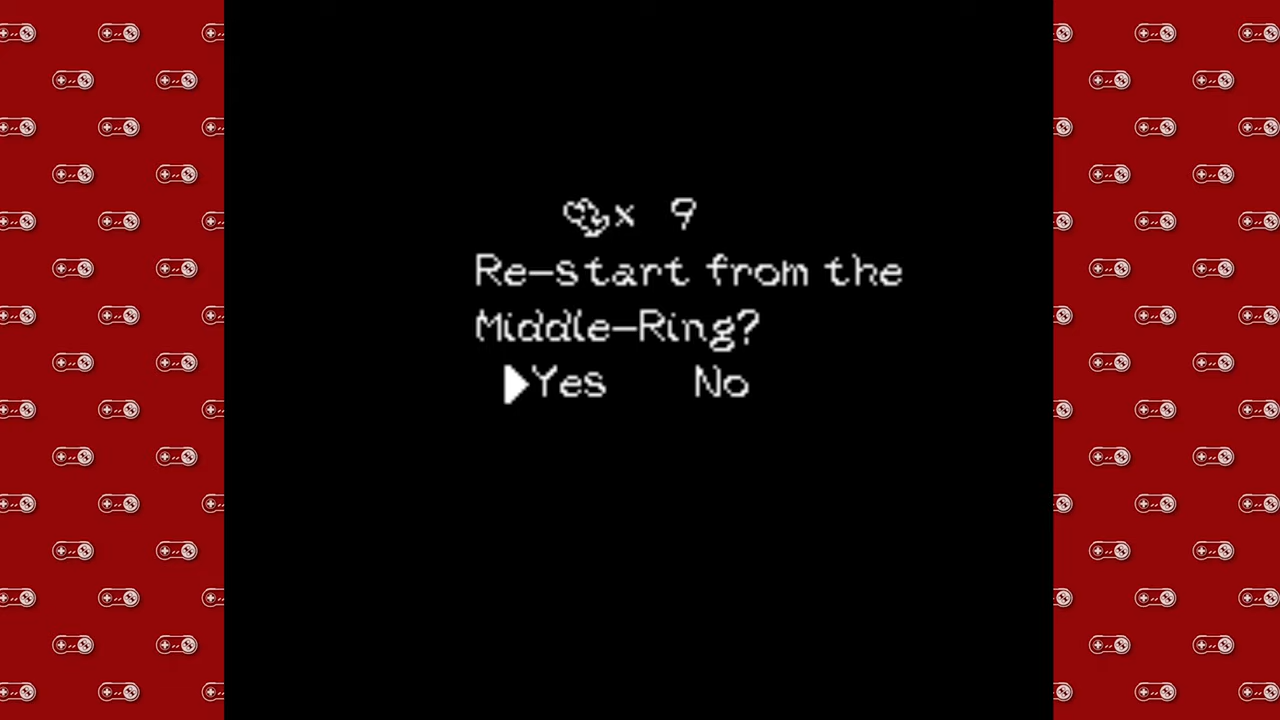 x 9
Re-start from the
Middle-Ring?
Yes No